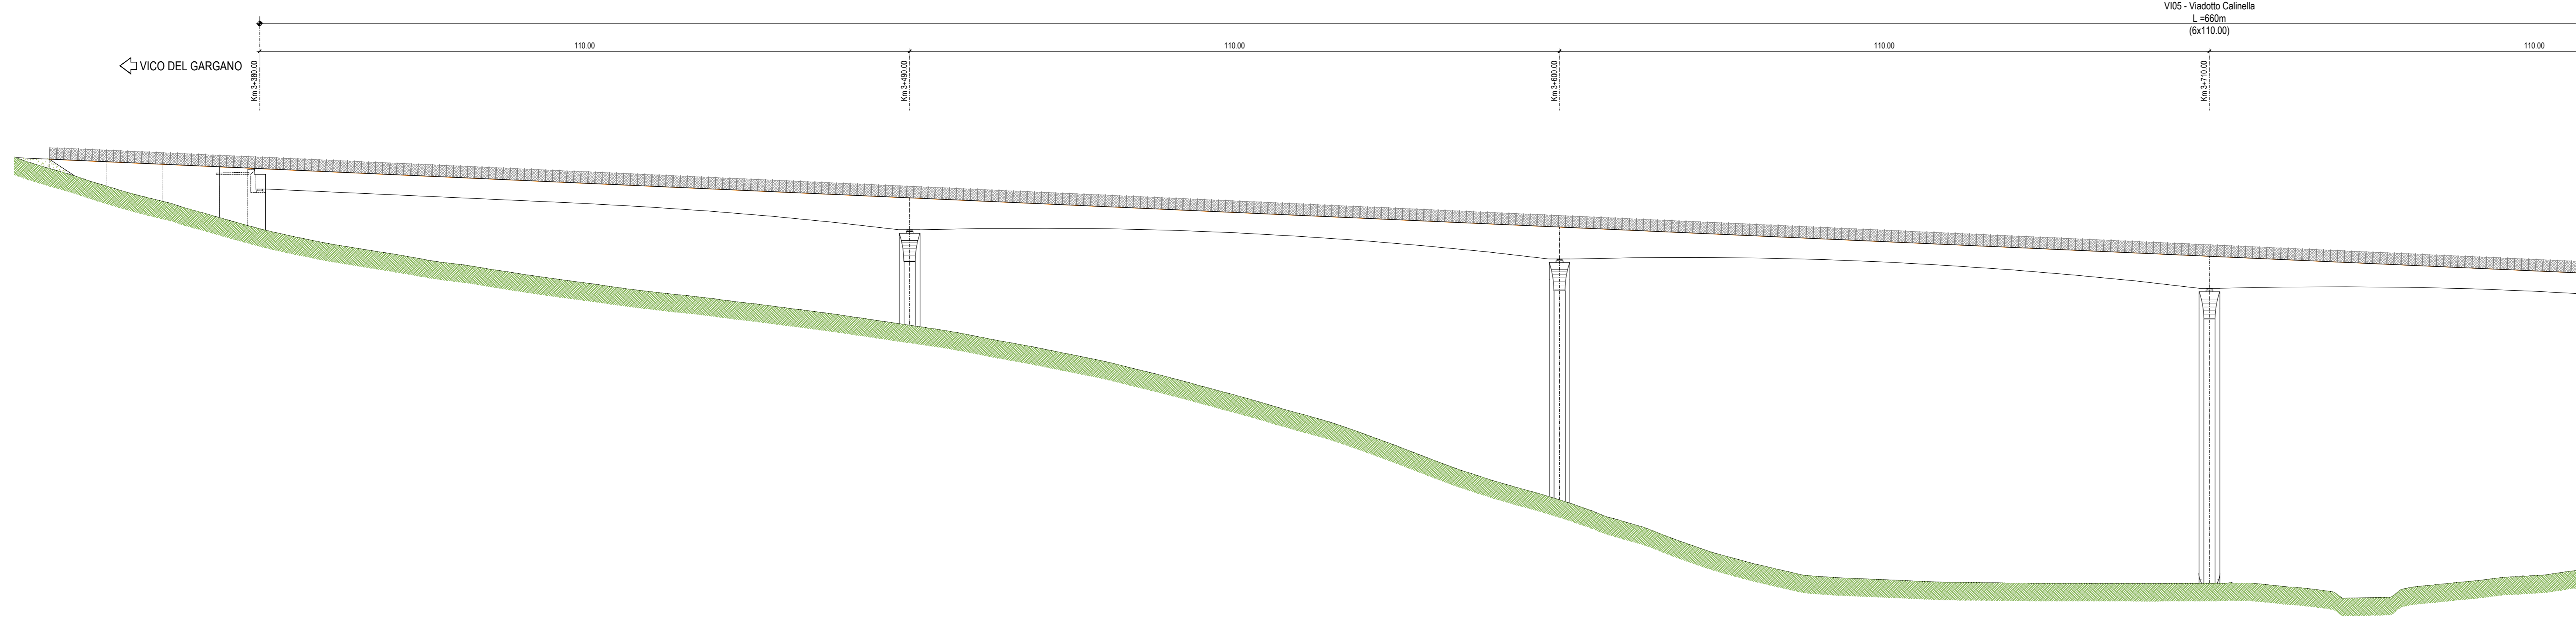 VI05 - Viadotto Calinella
L =660m
(6x110.00)
110.00
110.00
110.00
110.00
VICO DEL GARGANO
Km 3+380.00
Km 3+490.00
Km 3+600.00
Km 3+710.00